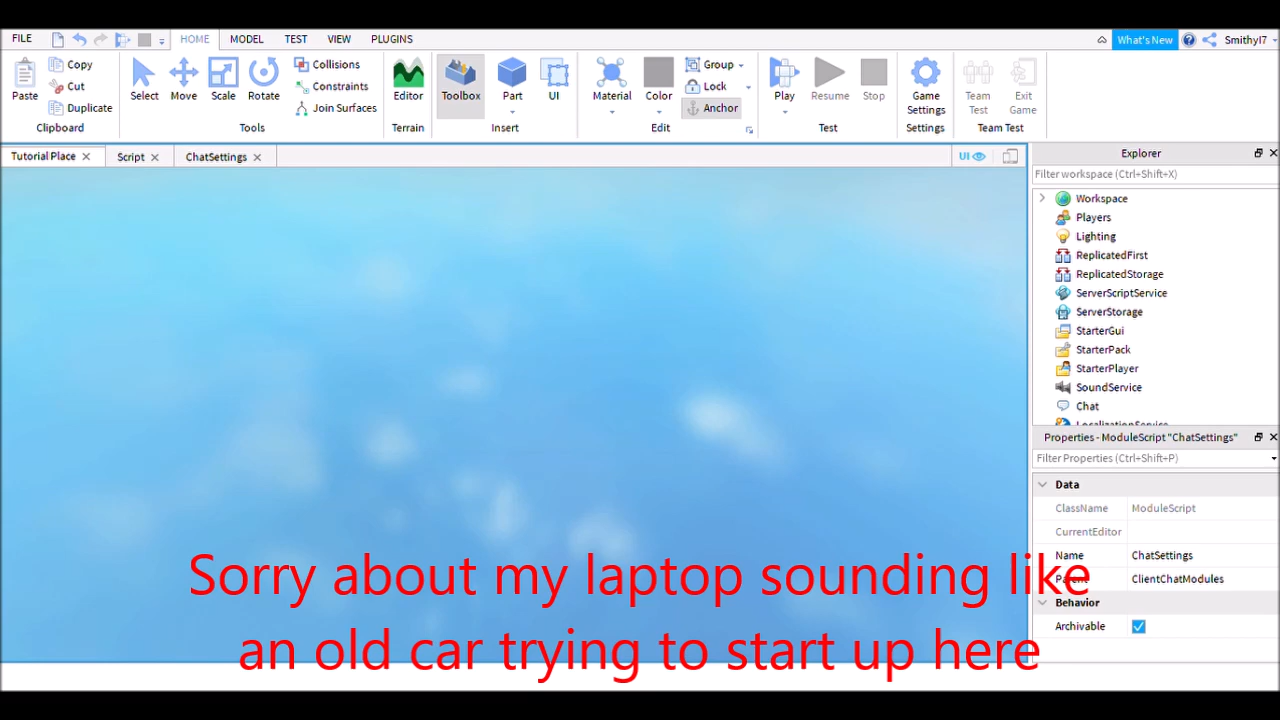 FILE HOME MODEL TEST VIEW PLUGINS What's New SmithyI7
Paste Copy Cut Duplicate Clipboard
Select Move Scale Rotate Collisions Constraints Join Surfaces Tools
Editor Terrain
Toolbox Part UI Insert
Material Color Group Lock Anchor Edit
Play Resume Stop Test
Game Settings Settings
Team Test Exit Game Team Test
Tutorial Place Script ChatSettings UI
Explorer
Filter workspace (Ctrl+Shift+X)
Workspace
Players
Lighting
ReplicatedFirst
ReplicatedStorage
ServerScriptService
ServerStorage
StarterGui
StarterPack
StarterPlayer
SoundService
Chat
LocalizationService
Properties - ModuleScript "ChatSettings"
Filter Properties (Ctrl+Shift+P)
Data
ClassName ModuleScript
CurrentEditor
Name ChatSettings
Parent ClientChatModules
Behavior
Archivable
Sorry about my laptop sounding like
an old car trying to start up here